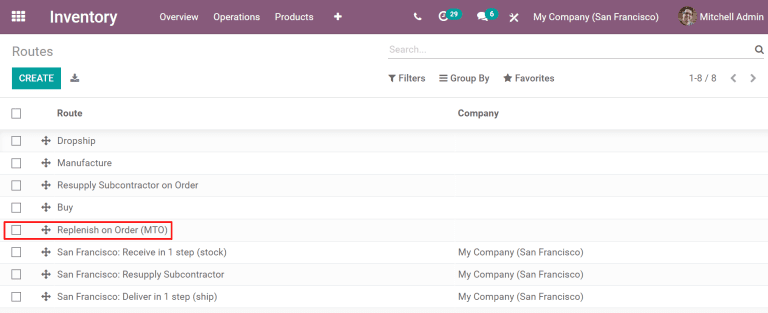 Inventory Overview Operations Products 29 6 My Company (San Francisco) Mitchell Admin
Routes Search...
CREATE Filters Group By Favorites 1-8 / 8
Route Company
Dropship
Manufacture
Resupply Subcontractor on Order
Buy
Replenish on Order (MTO)
San Francisco: Receive in 1 step (stock) My Company (San Francisco)
San Francisco: Resupply Subcontractor My Company (San Francisco)
San Francisco: Deliver in 1 step (ship) My Company (San Francisco)